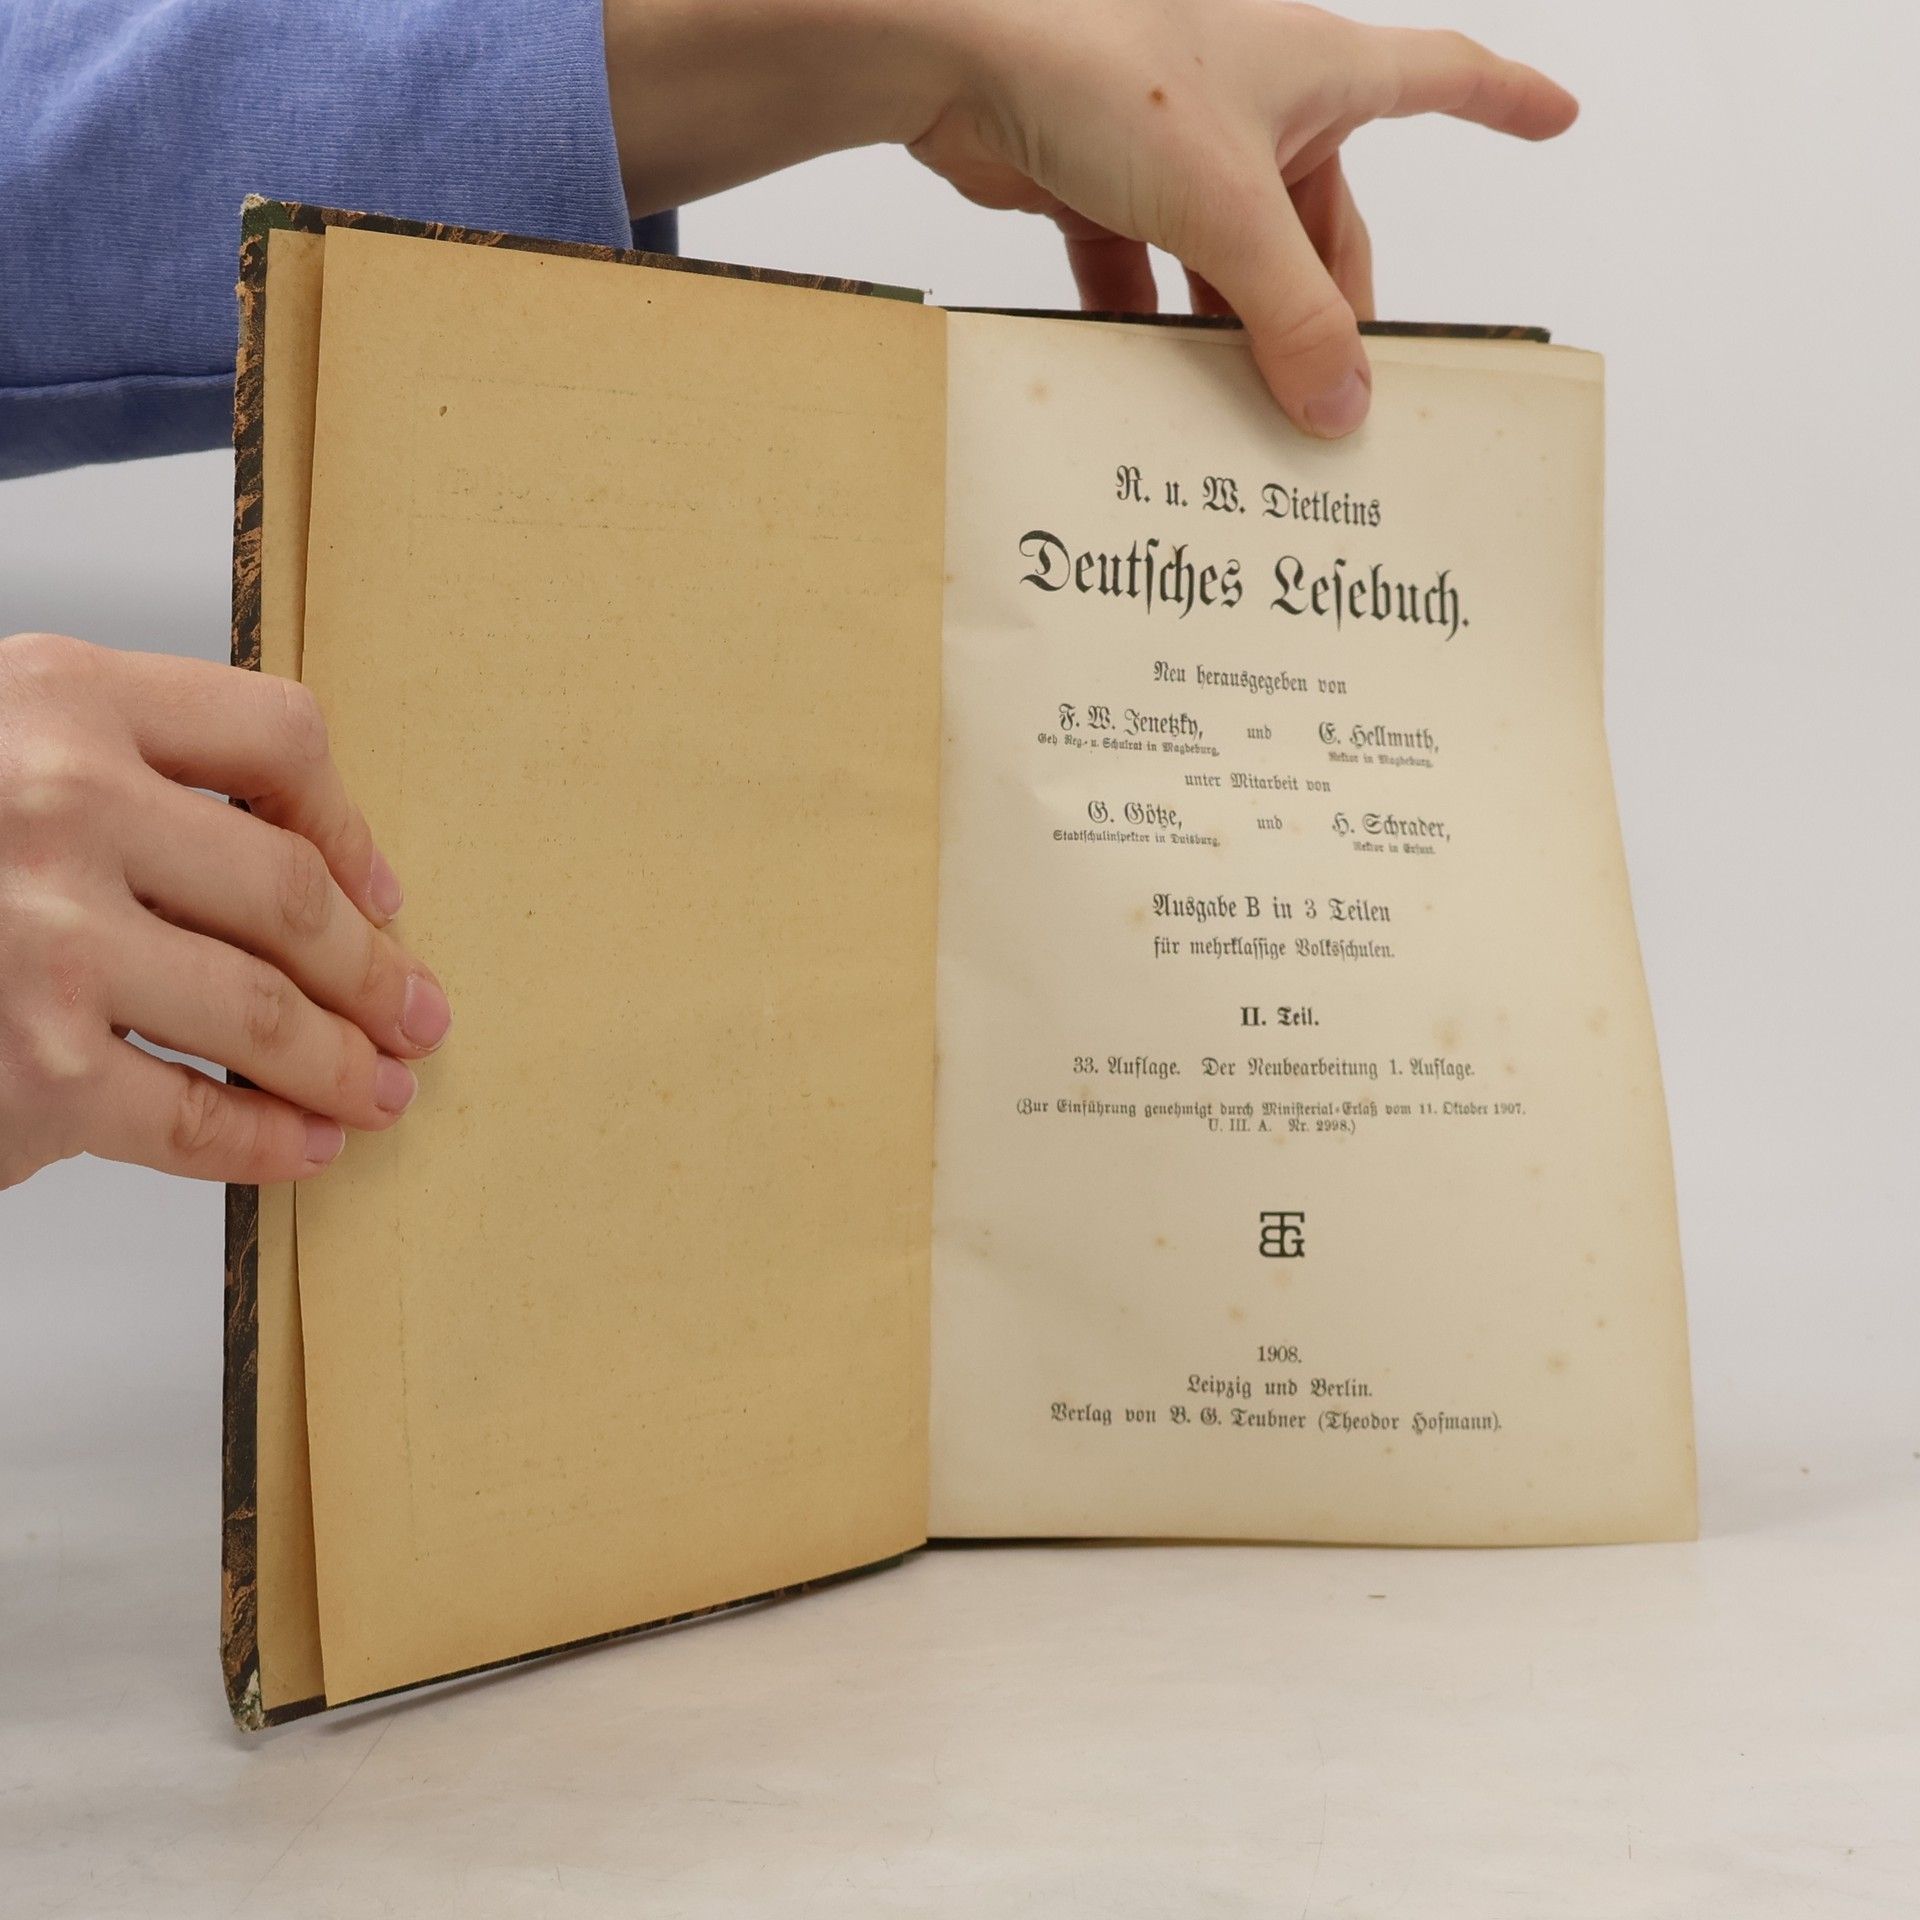 R. u. W. Dietleins
Deutſches Leſebuch.
Neu herausgegeben von
F. W. Jenetzky, und E. Hellmuth,
Geh. Reg.- u. Schulrat in Magdeburg, Rektor in Magdeburg,
unter Mitarbeit von
G. Götze, und H. Schrader,
Stadtſchulinſpektor in Duisburg, Rektor in Erfurt.
Ausgabe B in 3 Teilen
für mehrklaſſige Volksſchulen.
II. Teil.
33. Auflage. Der Neubearbeitung 1. Auflage.
(Zur Einführung genehmigt durch Miniſterial-Erlaß vom 11. Oktober 1907.
U. III. A. Nr. 2998.)
BTG
1908.
Leipzig und Berlin.
Verlag von B. G. Teubner (Theodor Hofmann).